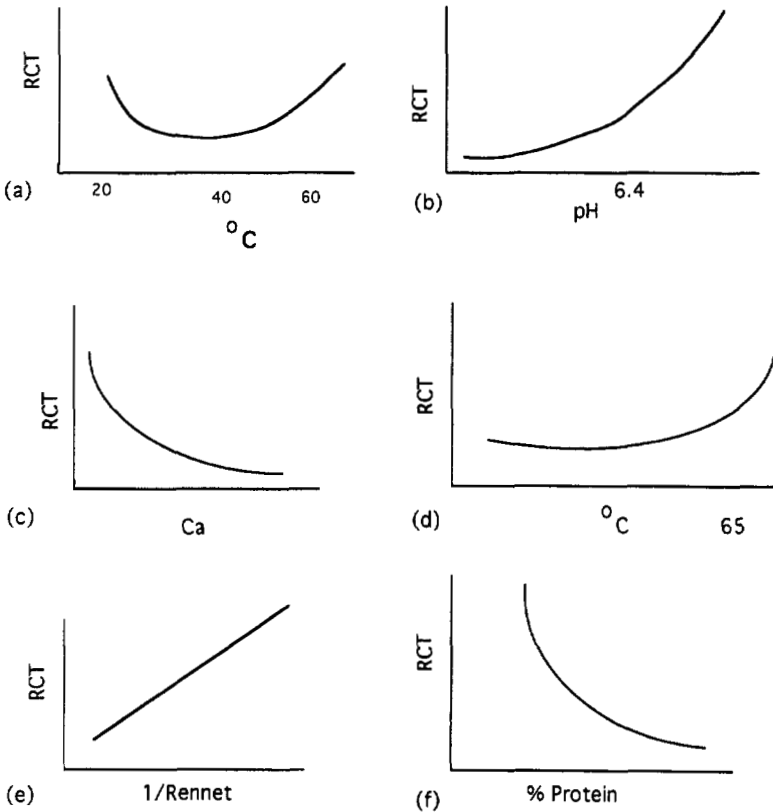 RCT
20 40 60
(a)
°C
RCT
6.4
(b)
pH
RCT
(c)
Ca
RCT
(d)
°C 65
RCT
(e)
1/Rennet
RCT
(f)
% Protein